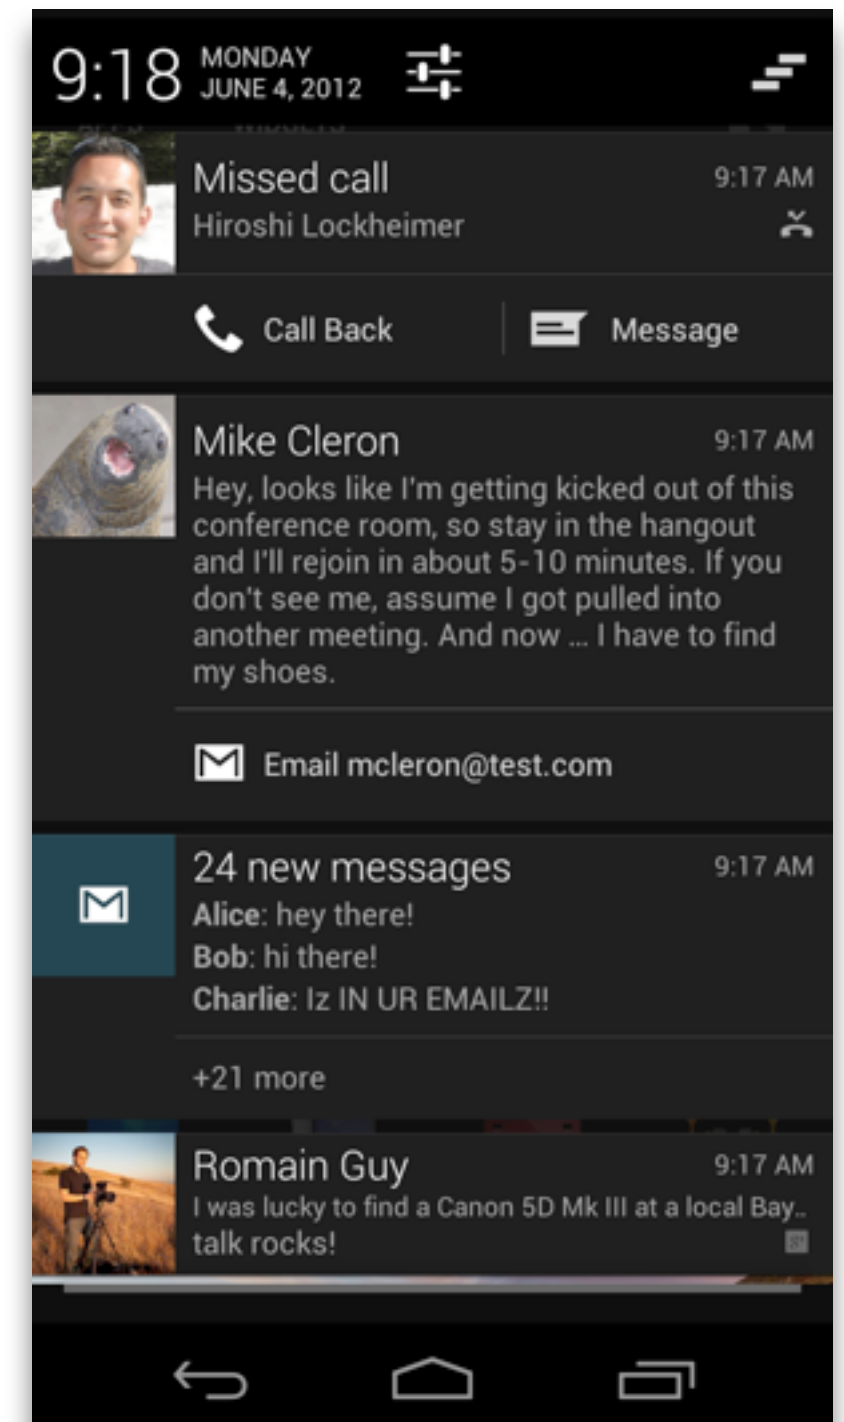 9:18
MONDAY
JUNE 4, 2012
APPS WIDGETS
Missed call 9:17 AM
Hiroshi Lockheimer
Call Back Message
Mike Cleron 9:17 AM
Hey, looks like I'm getting kicked out of this
conference room, so stay in the hangout
and I'll rejoin in about 5-10 minutes. If you
don't see me, assume I got pulled into
another meeting. And now … I have to find
my shoes.
Email mcleron@test.com
24 new messages 9:17 AM
Alice: hey there!
Bob: hi there!
Charlie: Iz IN UR EMAILZ!!
+21 more
Romain Guy 9:17 AM
I was lucky to find a Canon 5D Mk III at a local Bay..
talk rocks!